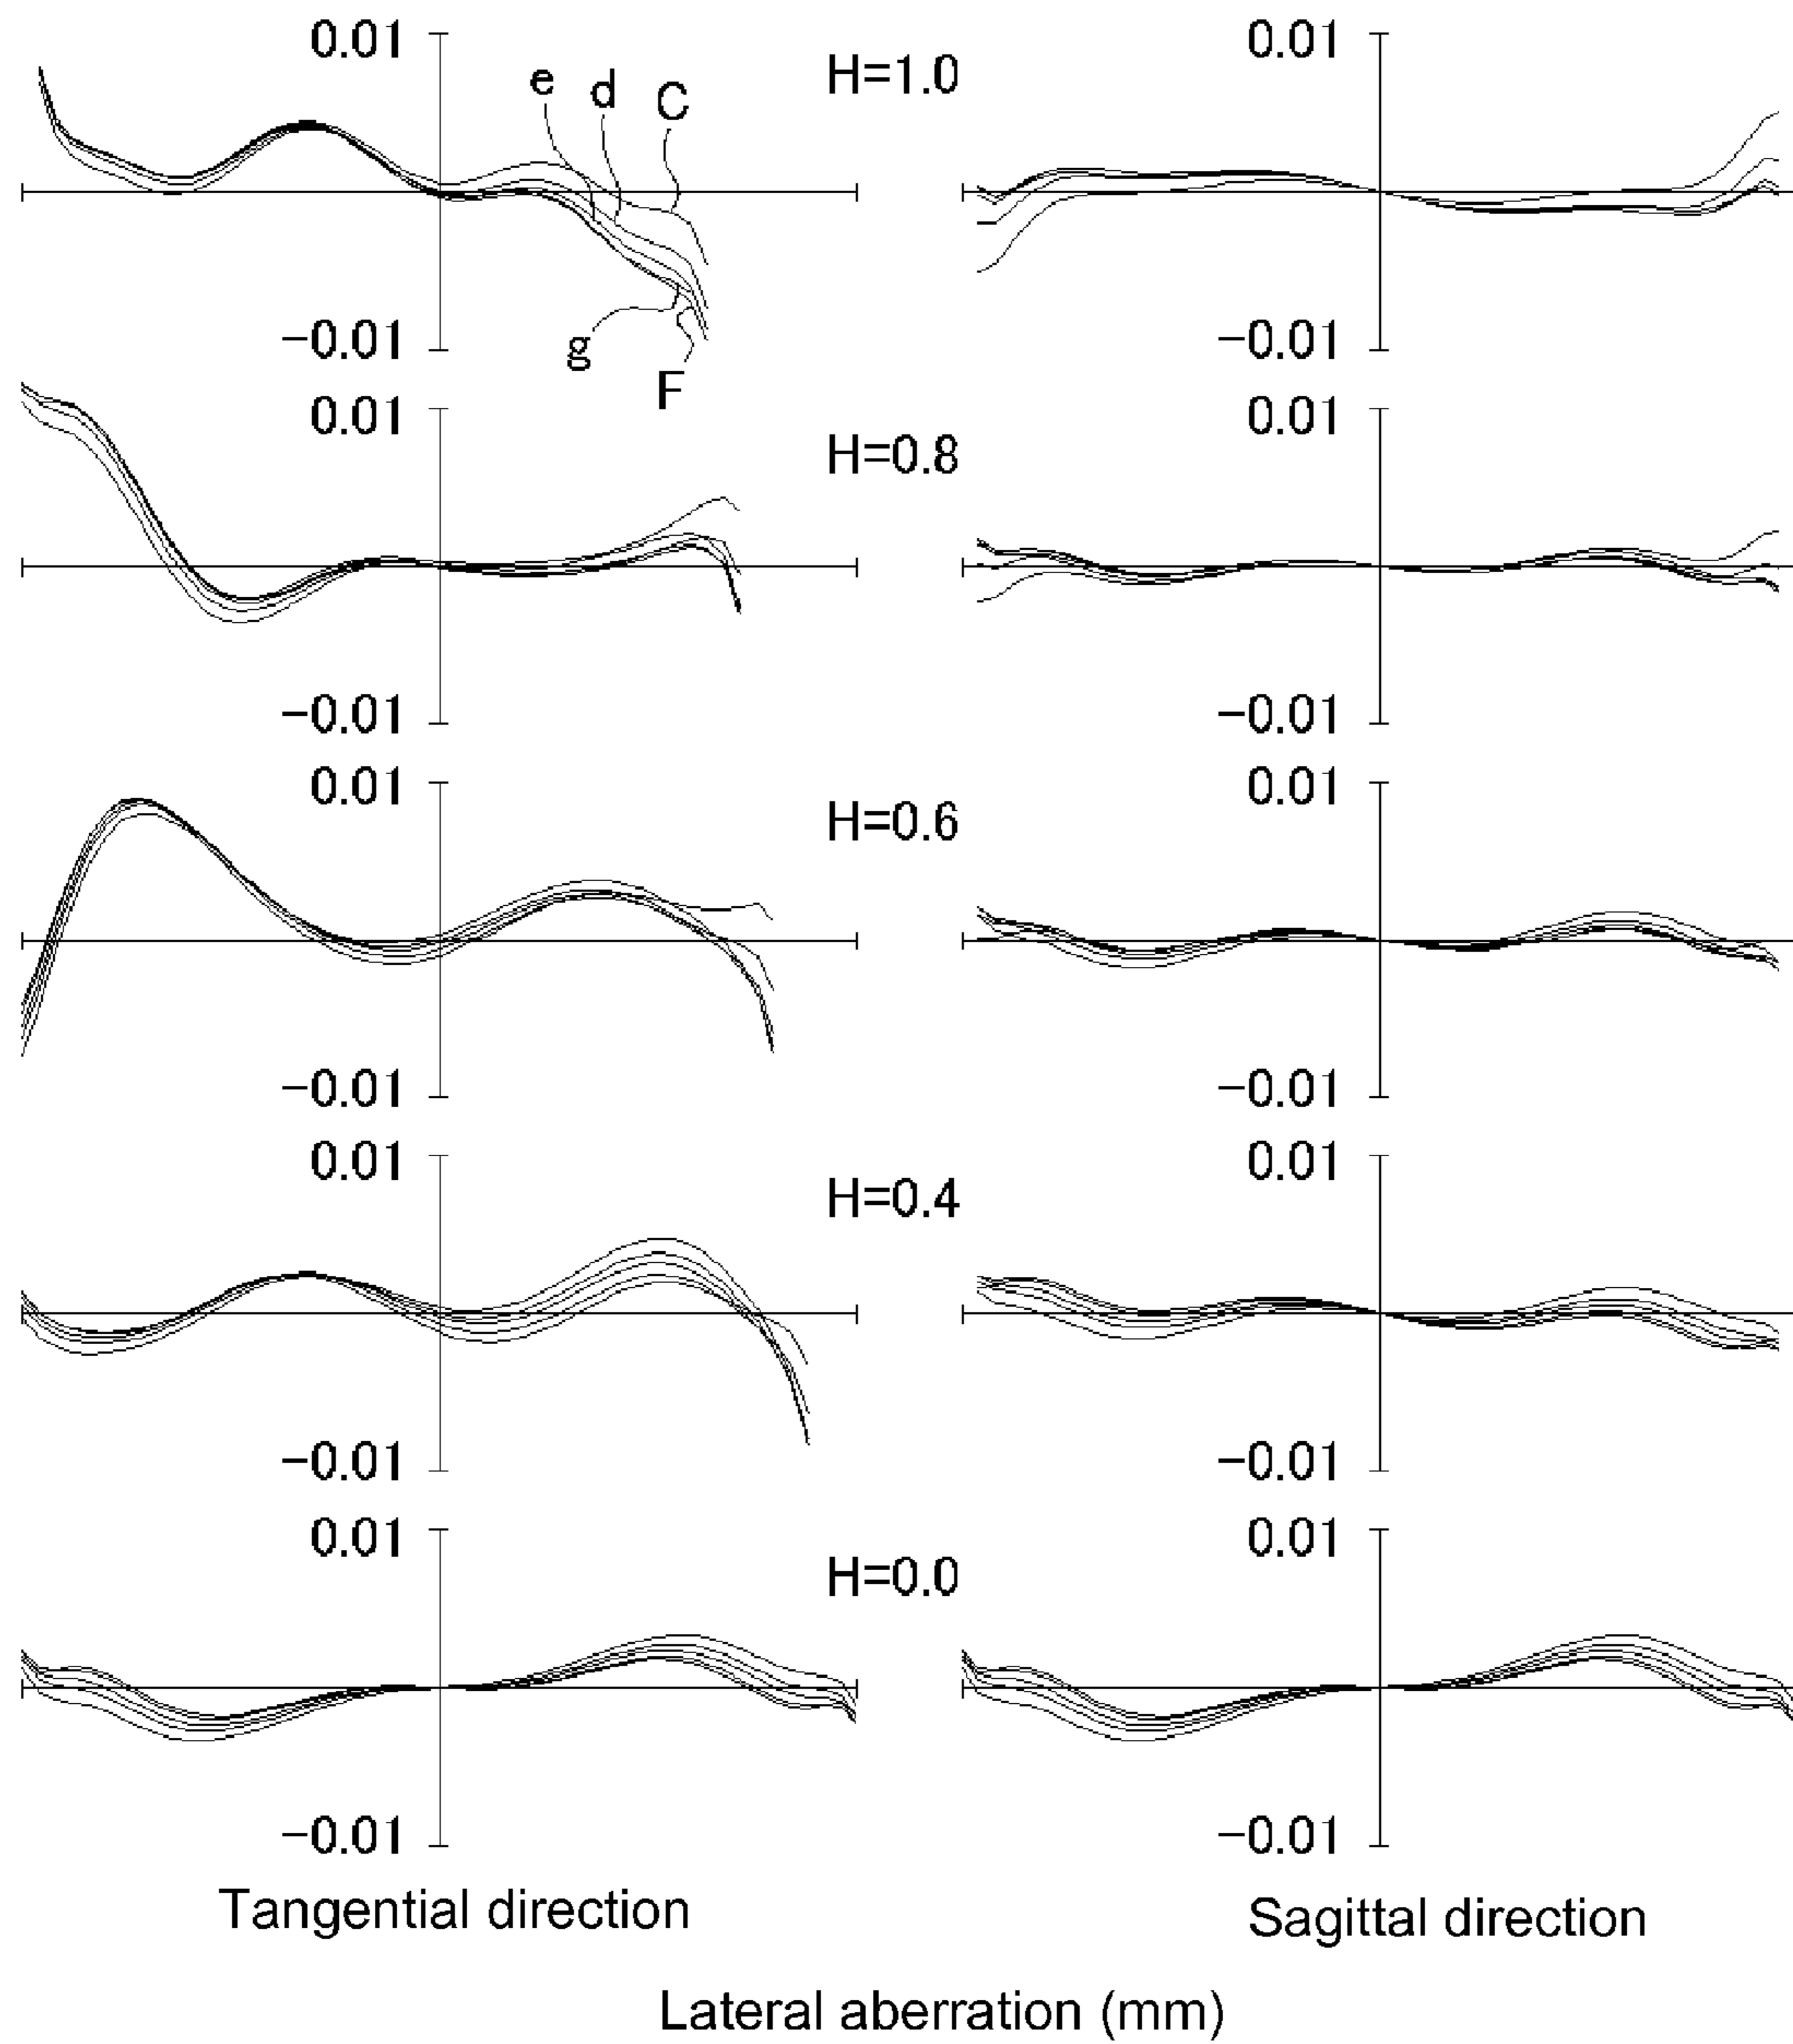 0.01 H=1.0 0.01
e d C
−0.01 −0.01
g
F
0.01 0.01
H=0.8
−0.01 −0.01
0.01 0.01
H=0.6
−0.01 −0.01
0.01 0.01
H=0.4
−0.01 −0.01
0.01 0.01
H=0.0
−0.01 −0.01
Tangential direction Sagittal direction
Lateral aberration (mm)